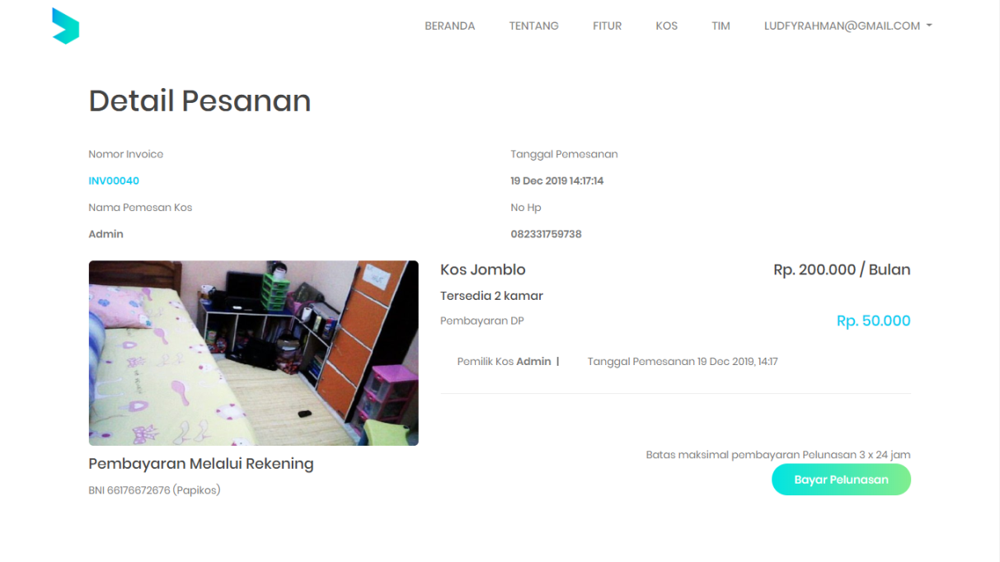 BERANDA TENTANG FITUR KOS TIM LUDFYRAHMAN@GMAIL.COM
Detail Pesanan
Nomor Invoice
Tanggal Pemesanan
INV00040
19 Dec 2019 14:17:14
Nama Pemesan Kos
No Hp
Admin
082331759738
Kos Jomblo
Rp. 200.000 / Bulan
Tersedia 2 kamar
Pembayaran DP
Rp. 50.000
Pemilik Kos Admin |
Tanggal Pemesanan 19 Dec 2019, 14:17
Pembayaran Melalui Rekening
BNI 66176672676 (Papikos)
Batas maksimal pembayaran Pelunasan 3 x 24 jam
Bayar Pelunasan